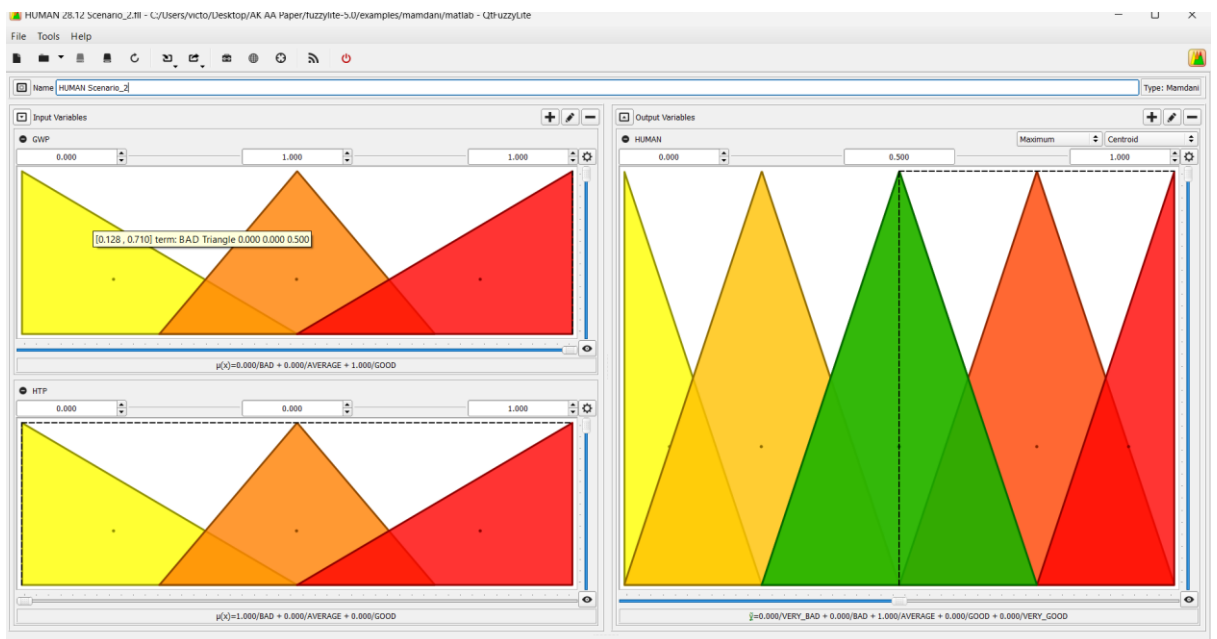 HUMAN 28.12 Scenario_2.fll - C:/Users/victo/Desktop/AK AA Paper/fuzzylite-5.0/examples/mamdani/matlab - QtFuzzyLite
File Tools Help
Name HUMAN Scenario_2 Type: Mamdani
Input Variables
GWP
0.000 1.000 1.000
[0.128 , 0.710] term: BAD Triangle 0.000 0.000 0.500
μ(x)=0.000/BAD + 0.000/AVERAGE + 1.000/GOOD
HTP
0.000 0.000 1.000
μ(x)=1.000/BAD + 0.000/AVERAGE + 0.000/GOOD
Output Variables
HUMAN Maximum Centroid
0.000 0.500 1.000
ỹ=0.000/VERY_BAD + 0.000/BAD + 1.000/AVERAGE + 0.000/GOOD + 0.000/VERY_GOOD